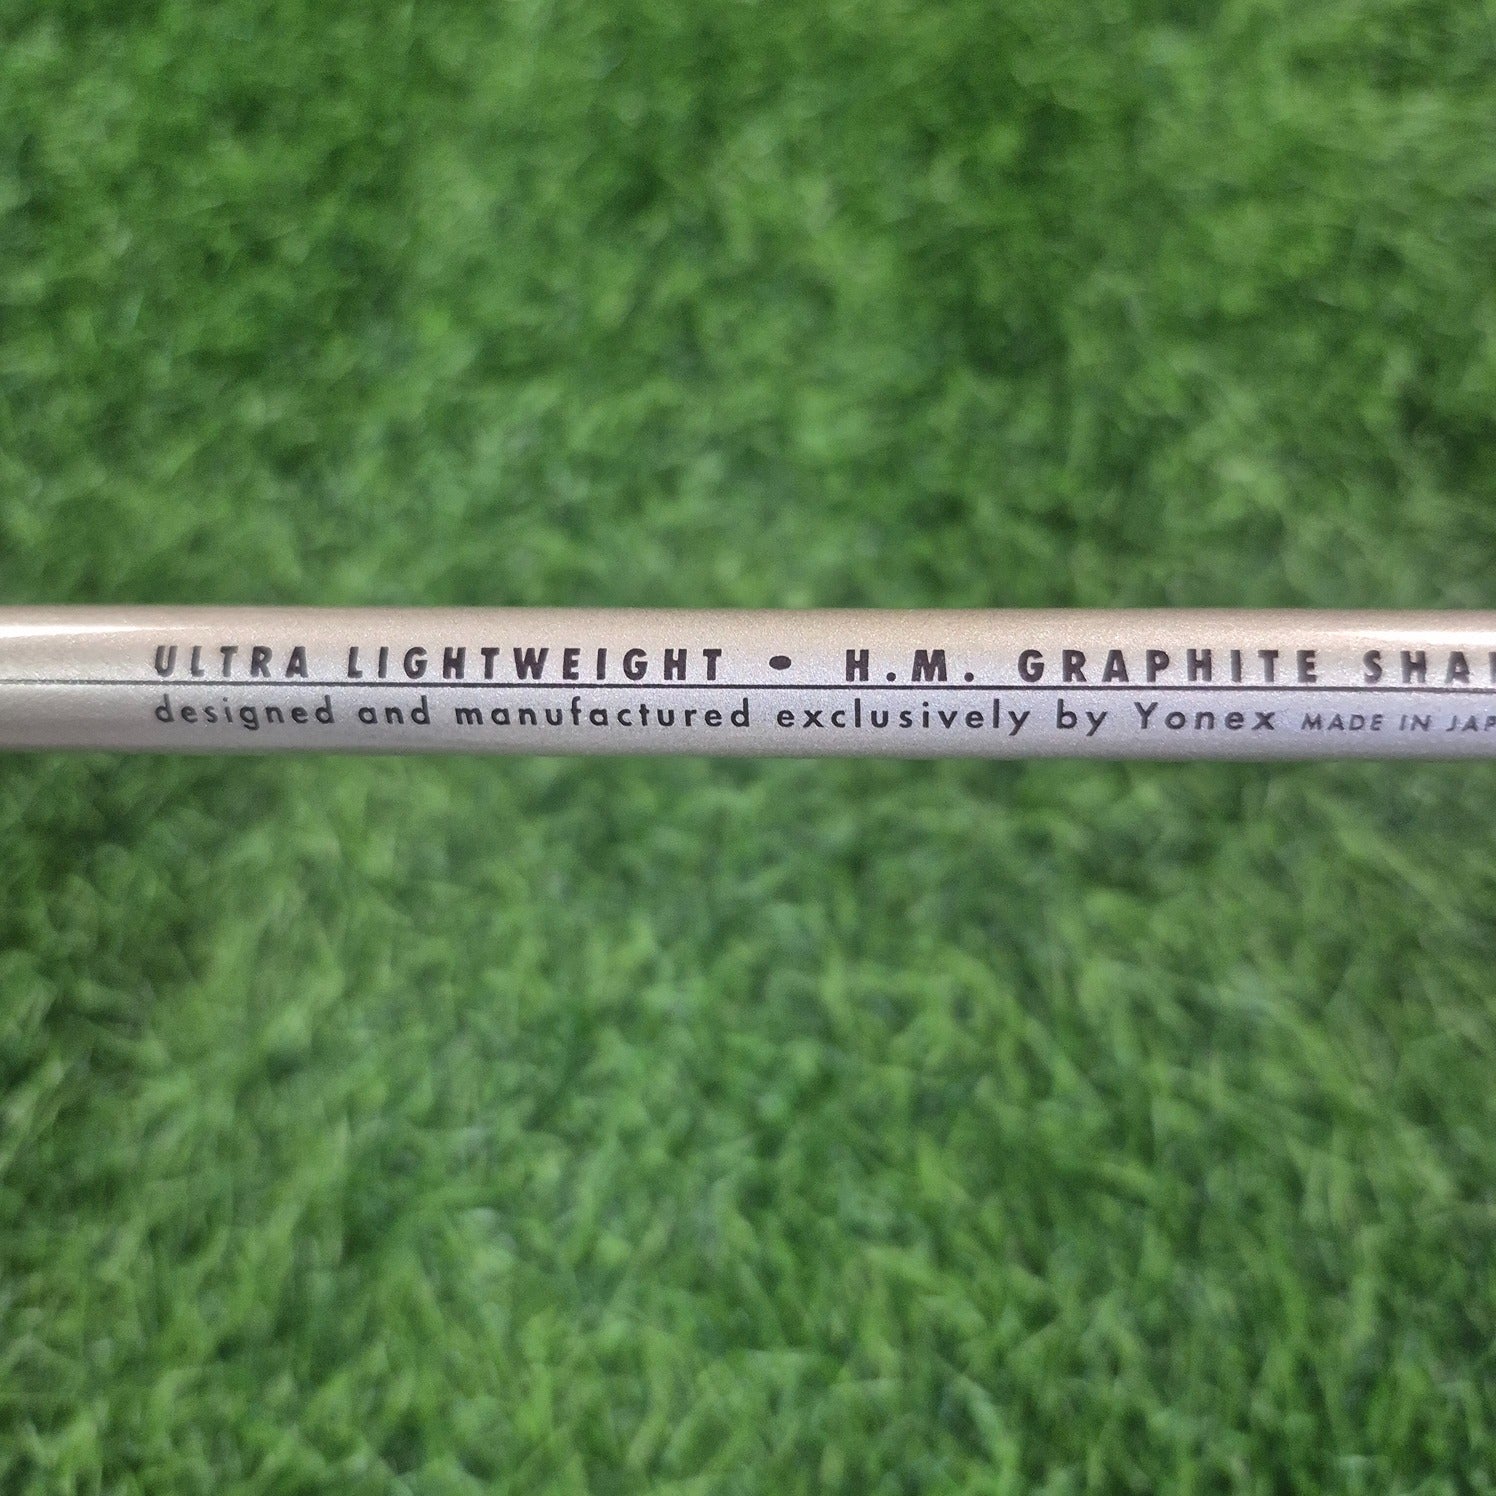 ULTRA LIGHTWEIGHT • H.M. GRAPHITE
designed and manufactured exclusively by Yonex MADE IN